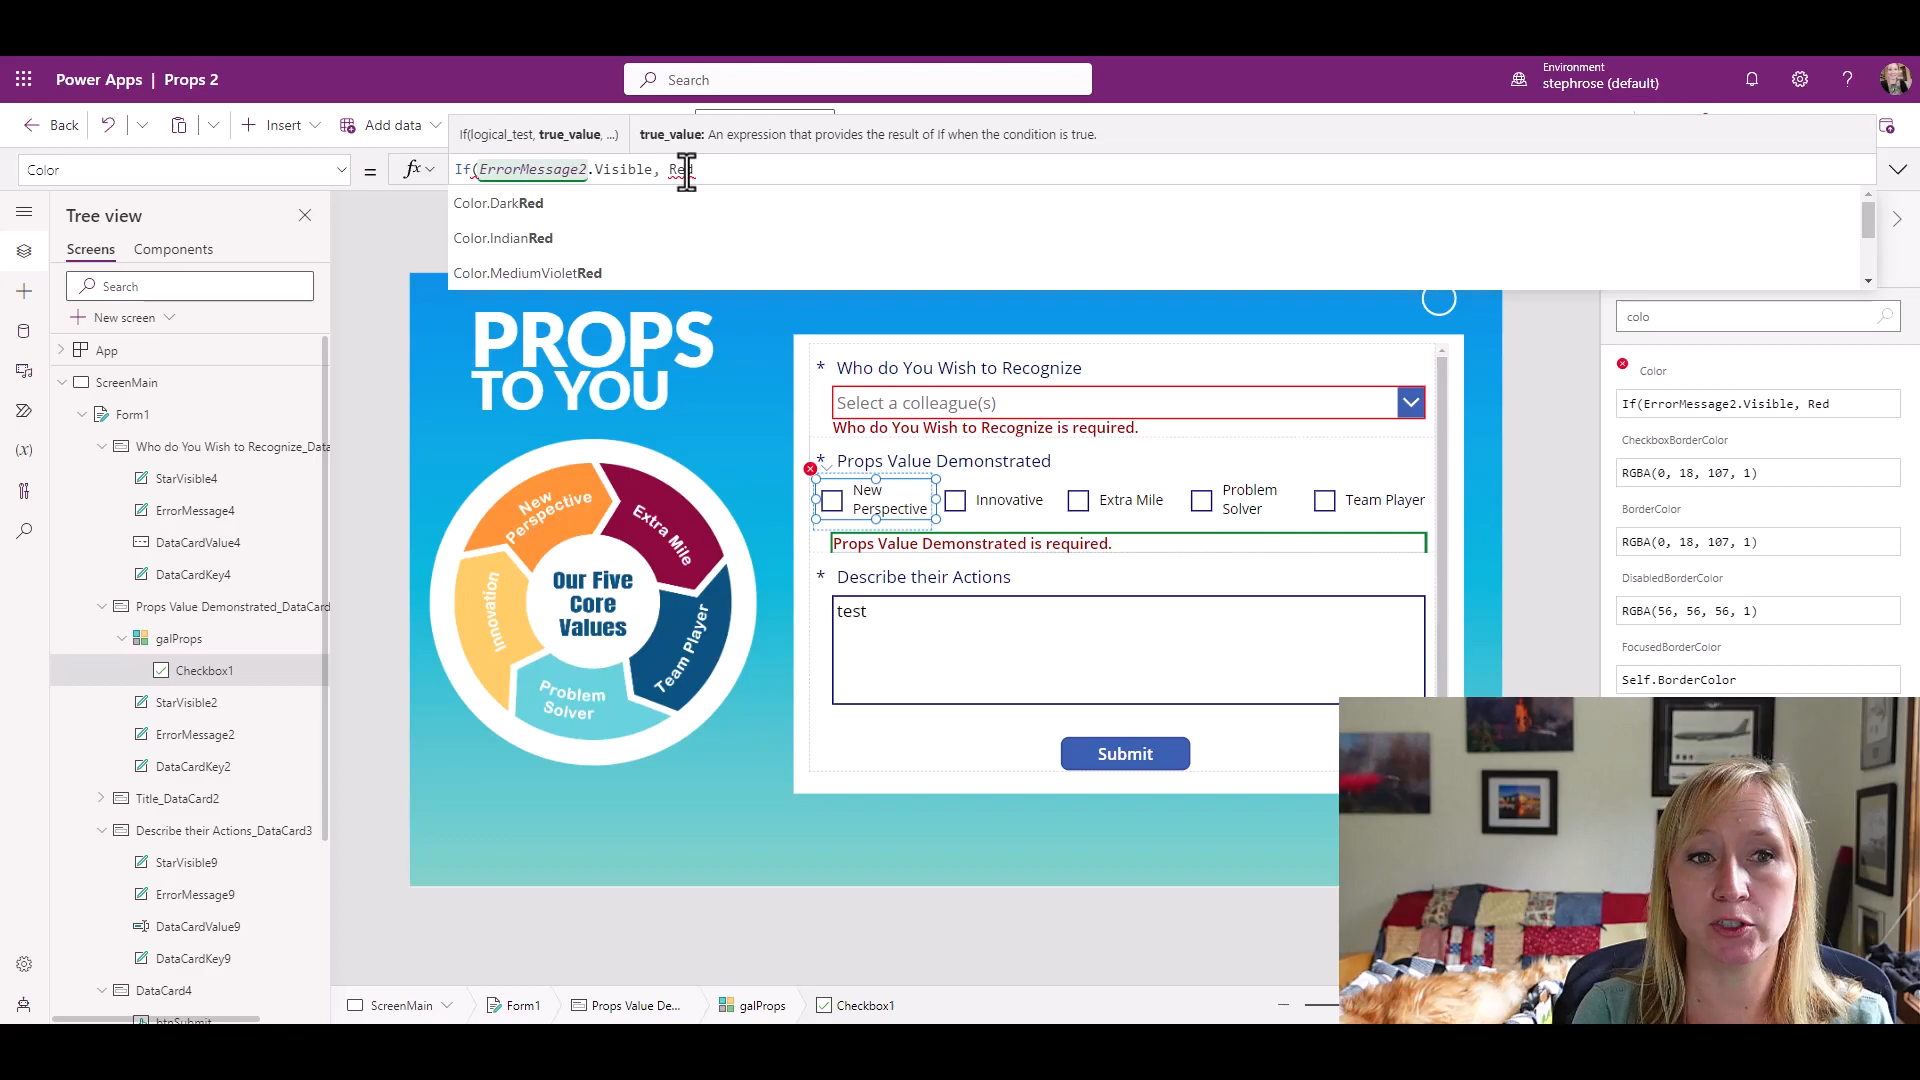 Power Apps | Props 2
Search
Environment
stephrose (default)
Back
Insert
Add data
If(logical_test, true_value, ...)
true_value: An expression that provides the result of If when the condition is true.
Color
=
fx
If(ErrorMessage2.Visible, Red
Color.DarkRed
Color.IndianRed
Color.MediumVioletRed
Tree view
Screens
Components
Search
New screen
App
ScreenMain
Form1
Who do You Wish to Recognize_Data
StarVisible4
ErrorMessage4
DataCardValue4
DataCardKey4
Props Value Demonstrated_DataCard
galProps
Checkbox1
StarVisible2
ErrorMessage2
DataCardKey2
Title_DataCard2
Describe their Actions_DataCard3
StarVisible9
ErrorMessage9
DataCardValue9
DataCardKey9
DataCard4
btnSubmit
PROPS
TO YOU
New
Perspective
Extra Mile
Team Player
Problem
Solver
Innovation
Our Five
Core
Values
* Who do You Wish to Recognize
Select a colleague(s)
Who do You Wish to Recognize is required.
* Props Value Demonstrated
New
Perspective
Innovative
Extra Mile
Problem
Solver
Team Player
Props Value Demonstrated is required.
* Describe their Actions
test
Submit
colo
Color
If(ErrorMessage2.Visible, Red
CheckboxBorderColor
RGBA(0, 18, 107, 1)
BorderColor
RGBA(0, 18, 107, 1)
DisabledBorderColor
RGBA(56, 56, 56, 1)
FocusedBorderColor
Self.BorderColor
ScreenMain
Form1
Props Value De...
galProps
Checkbox1